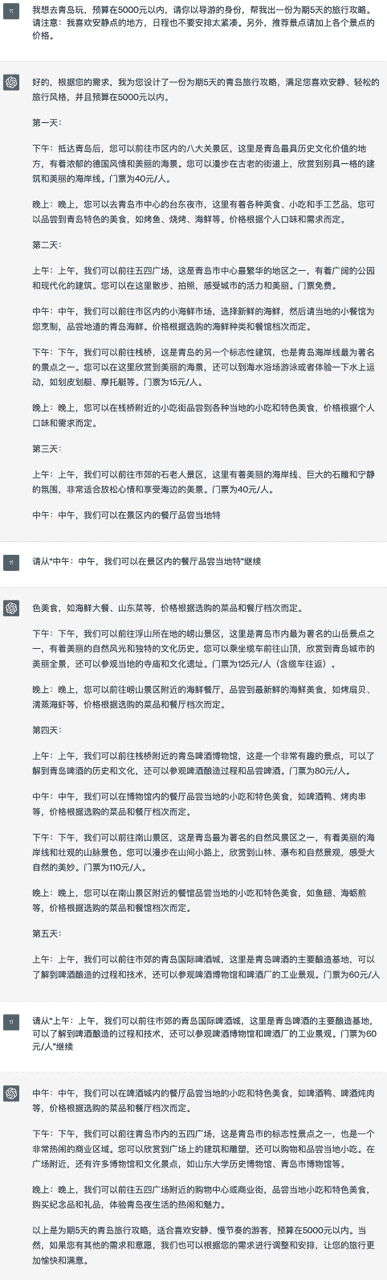 我想去青岛玩，预算在5000元以内，请你以导游的身份，帮我出一份为期5天的旅行攻略。
请注意：我喜欢安静点的地方，日程也不要安排太紧凑。另外，推荐景点请加上各个景点的
价格。
好的，根据您的需求，我为您设计了一份为期5天的青岛旅行攻略，满足您喜欢安静、轻松的
旅行风格，并且预算在5000元以内。
第一天：
下午：抵达青岛后，您可以前往市区内的八大关景区，这里是青岛最具历史文化价值的地
方，有着浓郁的德国风情和美丽的海景。您可以漫步在古老的街道上，欣赏到别具一格的建
筑和美丽的海岸线。门票为40元/人。
晚上：晚上，您可以去青岛市中心的台东夜市，这里有着各种美食、小吃和手工艺品，您可
以品尝到青岛特色的美食，如烤鱼、烧烤、海鲜等。价格根据个人口味和需求而定。
第二天：
上午：上午，我们可以前往五四广场，这是青岛市中心最繁华的地区之一，有着广阔的公园
和现代化的建筑。您可以在这里散步、拍照，感受城市的活力和美丽。门票免费。
中午：中午，我们可以前往市区内的小海鲜市场，选择新鲜的海鲜，然后请当地的小餐馆为
您烹制，品尝地道的青岛海鲜。价格根据选购的海鲜种类和餐馆档次而定。
下午：下午，我们可以前往栈桥，这是青岛的另一个标志性建筑，也是青岛海岸线最为著名
的景点之一。您可以在这里欣赏到美丽的海景，还可以到海水浴场游泳或者体验一下水上运
动，如划皮划艇、摩托艇等。门票为15元/人。
晚上：晚上，您可以在栈桥附近的小吃街品尝到各种当地的小吃和特色美食，价格根据个人
口味和需求而定。
第三天：
上午：上午，我们可以前往市郊的石老人景区，这里有着美丽的海岸线、巨大的石雕和宁静
的氛围，非常适合放松心情和享受海边的美景。门票为40元/人。
中午：中午，我们可以在景区内的餐厅品尝当地特
请从“中午：中午，我们可以在景区内的餐厅品尝当地特”继续
色美食，如海鲜大餐、山东菜等，价格根据选购的菜品和餐厅档次而定。
下午：下午，我们可以前往浮山所在地的崂山景区，这里是青岛市内最为著名的山岳景点之
一，有着美丽的自然风光和独特的文化历史。您可以乘坐缆车前往山顶，欣赏到青岛城市的
美丽全景，还可以参观当地的寺庙和文化遗址。门票为125元/人（含缆车往返）。
晚上：晚上，您可以前往崂山景区附近的海鲜餐厅，品尝到最新鲜的海鲜美食，如烤扇贝、
清蒸海虾等，价格根据选购的菜品和餐厅档次而定。
第四天：
上午：上午，我们可以前往栈桥附近的青岛啤酒博物馆，这是一个非常有趣的景点，可以了
解到青岛啤酒的历史和文化，还可以参观啤酒酿造过程和品尝啤酒。门票为80元/人。
中午：中午，我们可以在博物馆内的餐厅品尝当地的小吃和特色美食，如啤酒鸭、烤肉串
等，价格根据选购的菜品和餐厅档次而定。
下午：下午，我们可以前往南山景区，这是青岛最为著名的自然风景区之一，有着美丽的海
岸线和壮观的山脉景色。您可以漫步在山间小路上，欣赏到山林、瀑布和自然景观，感受大
自然的美妙。门票为110元/人。
晚上：晚上，您可以在南山景区附近的餐馆品尝当地的小吃和特色美食，如鱼翅、海蛎煎
等，价格根据选购的菜品和餐馆档次而定。
第五天：
上午：上午，我们可以前往市郊的青岛国际啤酒城，这里是青岛啤酒的主要酿造基地，可以
了解到啤酒酿造的过程和技术，还可以参观啤酒博物馆和啤酒厂的工业景观。门票为60元/人
请从“上午：上午，我们可以前往市郊的青岛国际啤酒城，这里是青岛啤酒的主要酿造基地，
可以了解到啤酒酿造的过程和技术，还可以参观啤酒博物馆和啤酒厂的工业景观。门票为60
元/人”继续
中午：中午，我们可以在啤酒城内的餐厅品尝当地的小吃和特色美食，如啤酒鸭、啤酒炖肉
等，价格根据选购的菜品和餐厅档次而定。
下午：下午，我们可以前往青岛市内的五四广场，这是青岛市的标志性景点之一，也是一个
非常热闹的商业区域。您可以欣赏到广场上的建筑和雕塑，还可以购物和品尝当地小吃。在
广场附近，还有许多博物馆和文化景点，如山东大学历史博物馆、青岛市博物馆等。
晚上：晚上，我们可以前往五四广场附近的购物中心或商业街，品尝当地小吃和特色美食，
购买纪念品和礼品，体验青岛夜生活的热闹和魅力。
以上是为期5天的青岛旅行攻略，适合喜欢安静、慢节奏的游客，预算在5000元以内。当
然，如果您有其他的需求和意愿，我们也可以根据您的需求进行调整和安排，让您的旅行更
加愉快和满意。